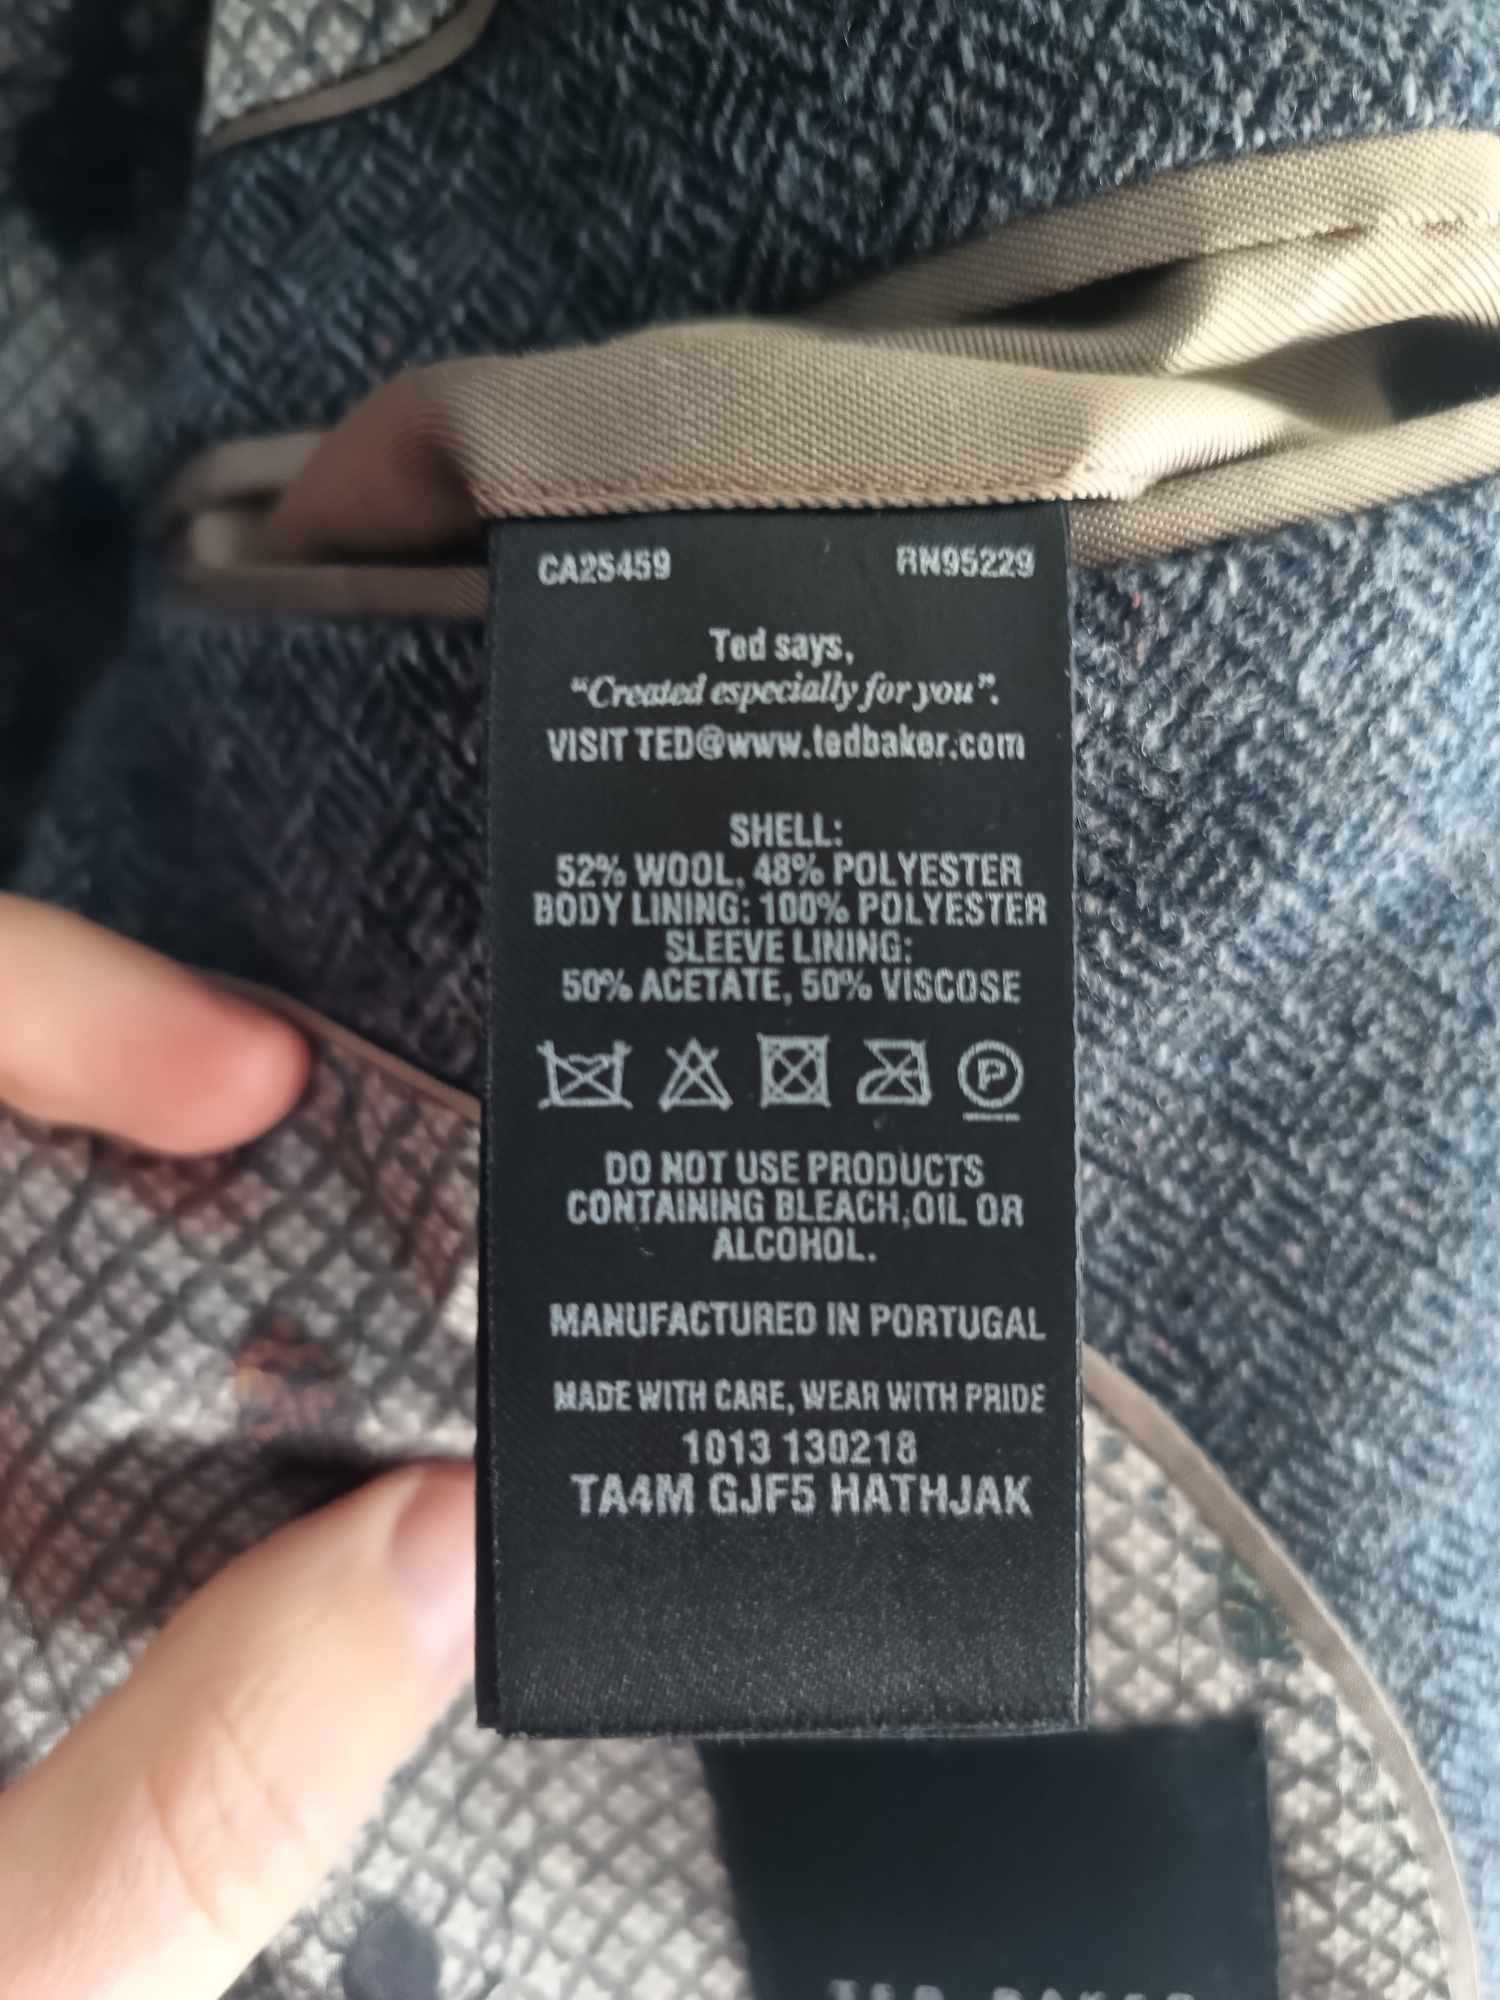 CA25459 RN95229
Ted says,
“Created especially for you”.
VISIT TED@www.tedbaker.com
SHELL:
52% WOOL, 48% POLYESTER
BODY LINING: 100% POLYESTER
SLEEVE LINING:
50% ACETATE, 50% VISCOSE
P
DO NOT USE PRODUCTS
CONTAINING BLEACH,OIL OR
ALCOHOL.
MANUFACTURED IN PORTUGAL
MADE WITH CARE, WEAR WITH PRIDE
1013 130218
TA4M GJF5 HATHJAK
TED BAKER